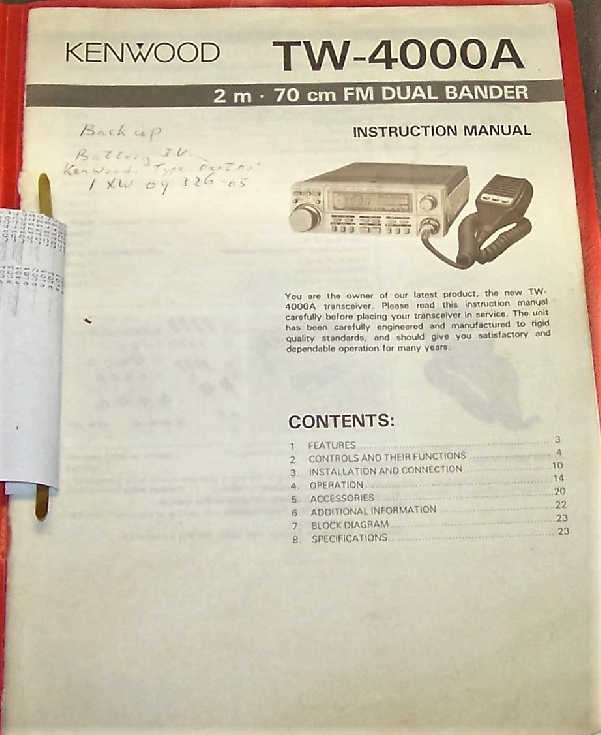 KENWOOD TW-4000A
2 m · 70 cm FM DUAL BANDER
INSTRUCTION MANUAL
Back up
Battery 3V
Kenwood Type Part No
04 326 05
You are the owner of our latest product, the new TW-
4000A transceiver. Please read this instruction manual
carefully before placing your transceiver in service. The unit
has been carefully engineered and manufactured to rigid
quality standards, and should give you satisfactory and
dependable operation for many years.
CONTENTS:
1. FEATURES 3
2. CONTROLS AND THEIR FUNCTIONS 4
3. INSTALLATION AND CONNECTION 10
4. OPERATION 14
5. ACCESSORIES 20
6. ADDITIONAL INFORMATION 22
7. BLOCK DIAGRAM 23
8. SPECIFICATIONS 23